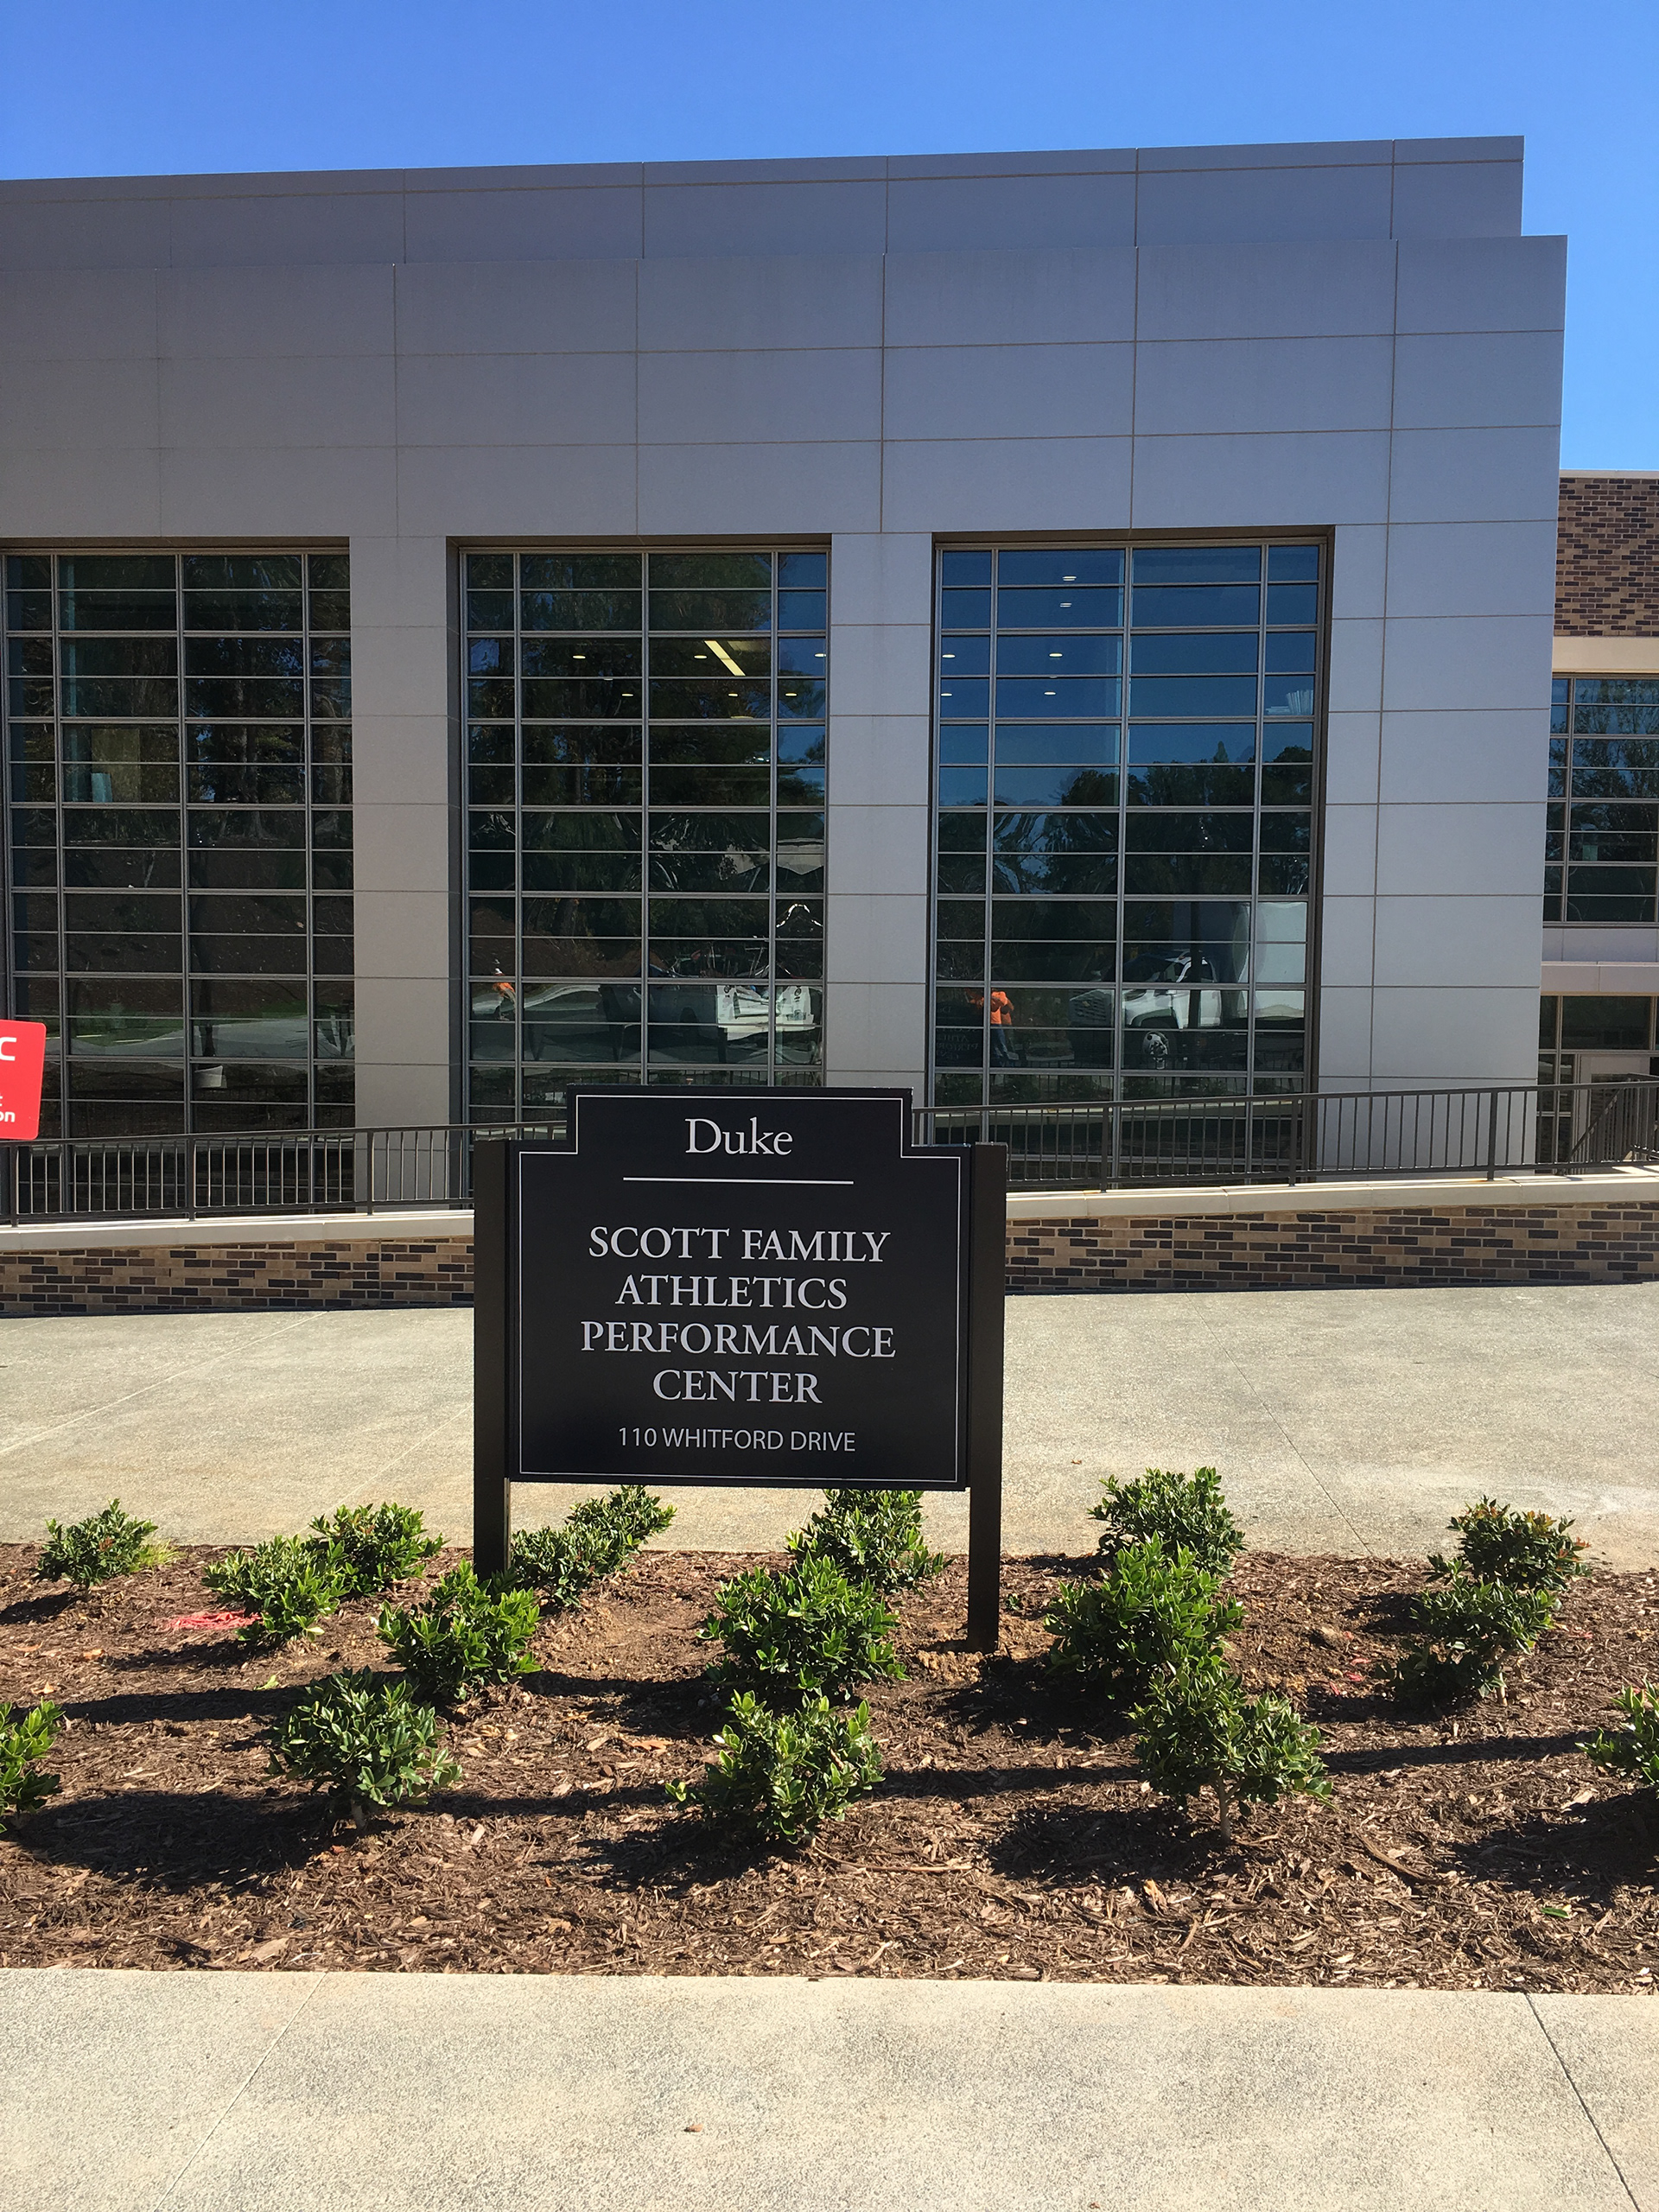 Duke
SCOTT FAMILY
ATHLETICS
PERFORMANCE
CENTER
110 WHITFORD DRIVE
C